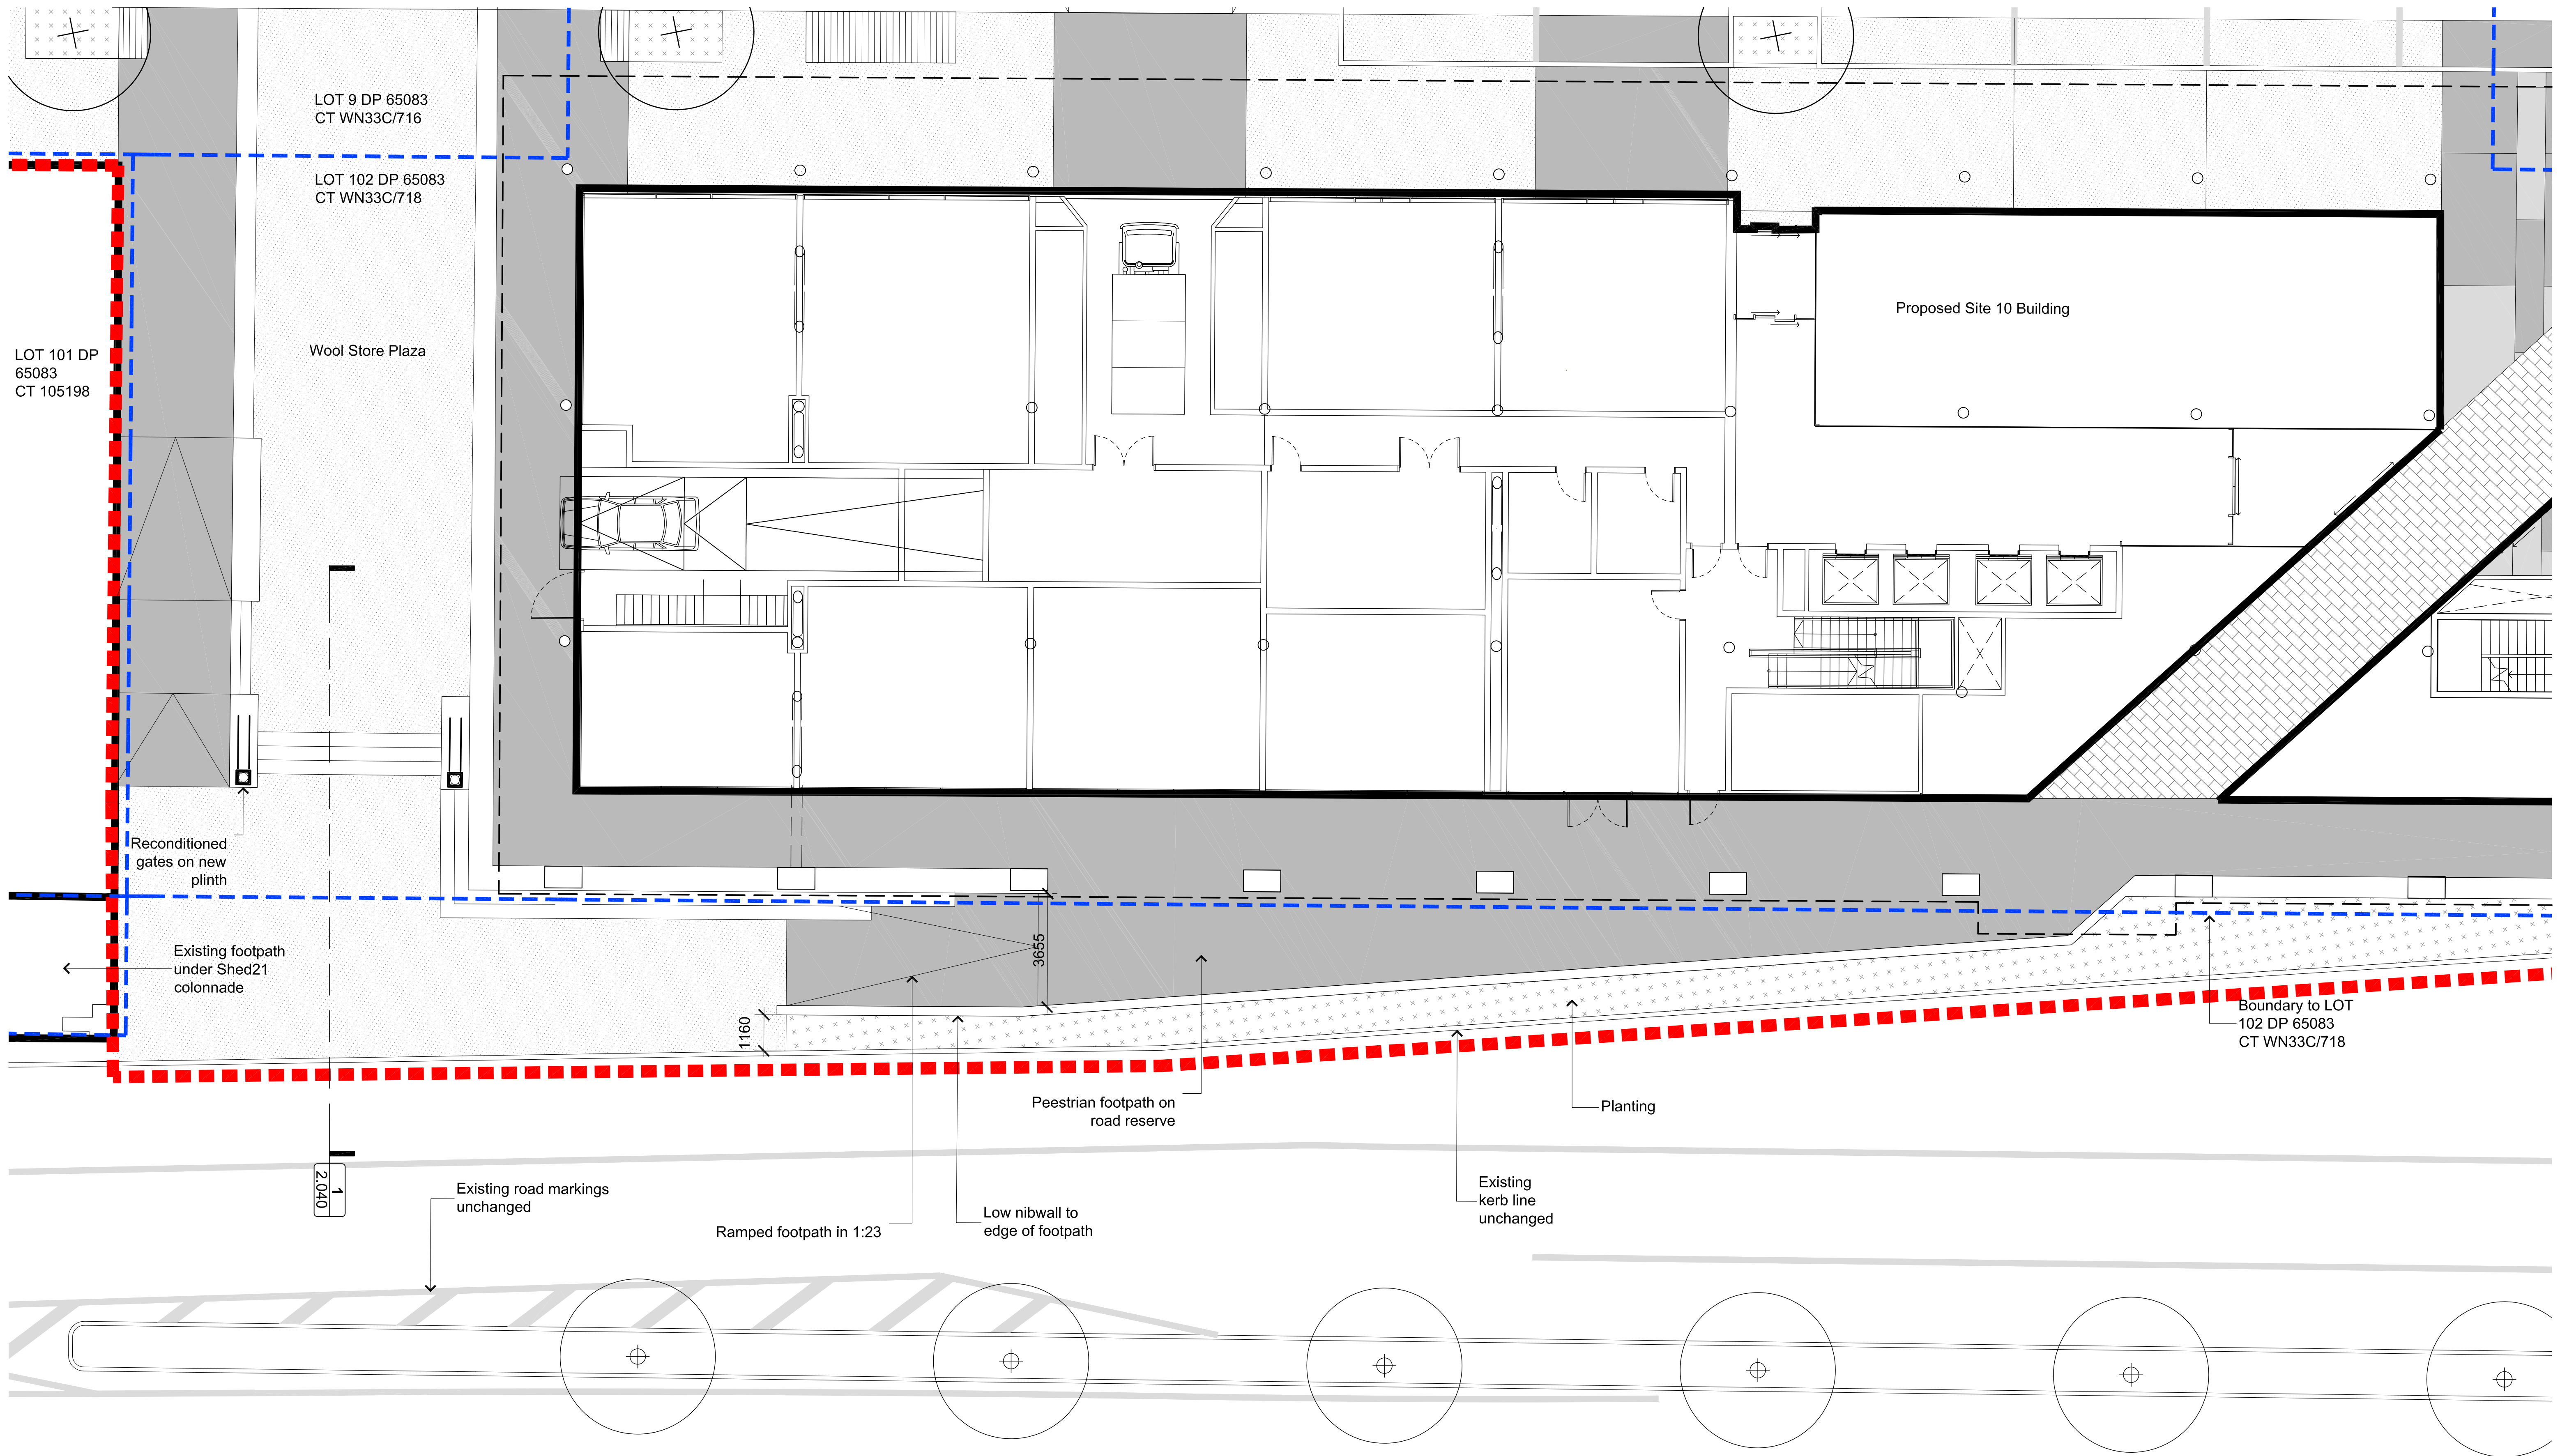 LOT 9 DP 65083
CT WN33C/716
LOT 102 DP 65083
CT WN33C/718
LOT 101 DP
65083
CT 105198
Wool Store Plaza
Proposed Site 10 Building
Reconditioned
gates on new
plinth
Existing footpath
under Shed21
colonnade
3655
1160
Boundary to LOT
102 DP 65083
CT WN33C/718
Peestrian footpath on
road reserve
Planting
1
2.040
Existing road markings
unchanged
Ramped footpath in 1:23
Low nibwall to
edge of footpath
Existing
kerb line
unchanged